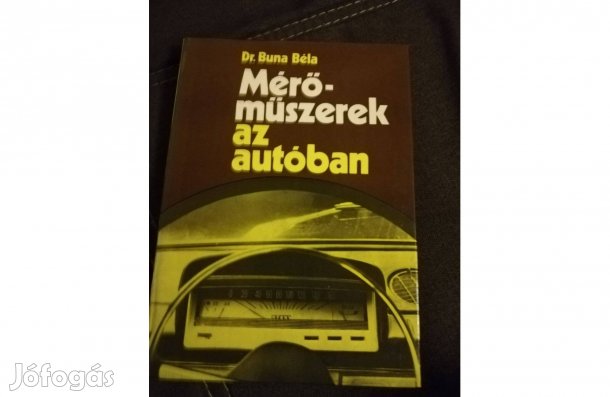 Dr. Buna Béla
Mérő-
műszerek
az
autóban
Jófogás